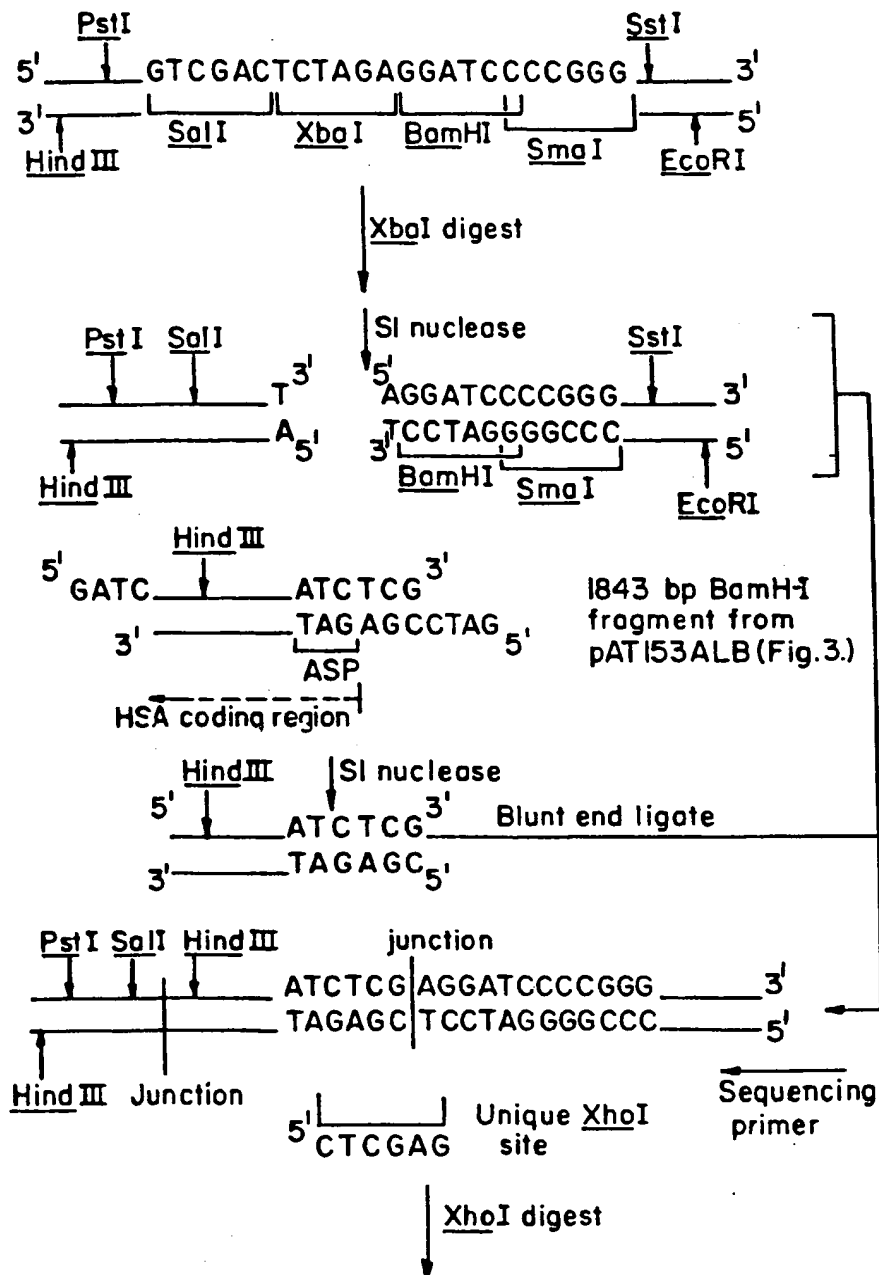 PstI SstI
5' GTCGACTCTAGAGGATCCCCGGG 3'
3' 5'
SalI XbaI BamHI
HindIII SmaI EcoRI
XbaI digest
SI nuclease
PstI SalI SstI
T 3' 5' AGGATCCCCGGG 3'
A 5' 3' TCCTAGGGGCCC 5'
HindIII BamHI SmaI EcoRI
HindIII
5' GATC ATCTCG 3'
3' TAGAGCCTAG 5'
ASP
HSA coding region
1843 bp BamH-I
fragment from
pAT153ALB (Fig.3.)
HindIII SI nuclease
5' ATCTCG 3' Blunt end ligate
3' TAGAGC 5'
PstI SalI HindIII junction
ATCTCG AGGATCCCCGGG 3'
TAGAGC TCCTAGGGGCCC 5'
HindIII Junction
Sequencing
primer
5' CTCGAG
Unique XhoI
site
XhoI digest